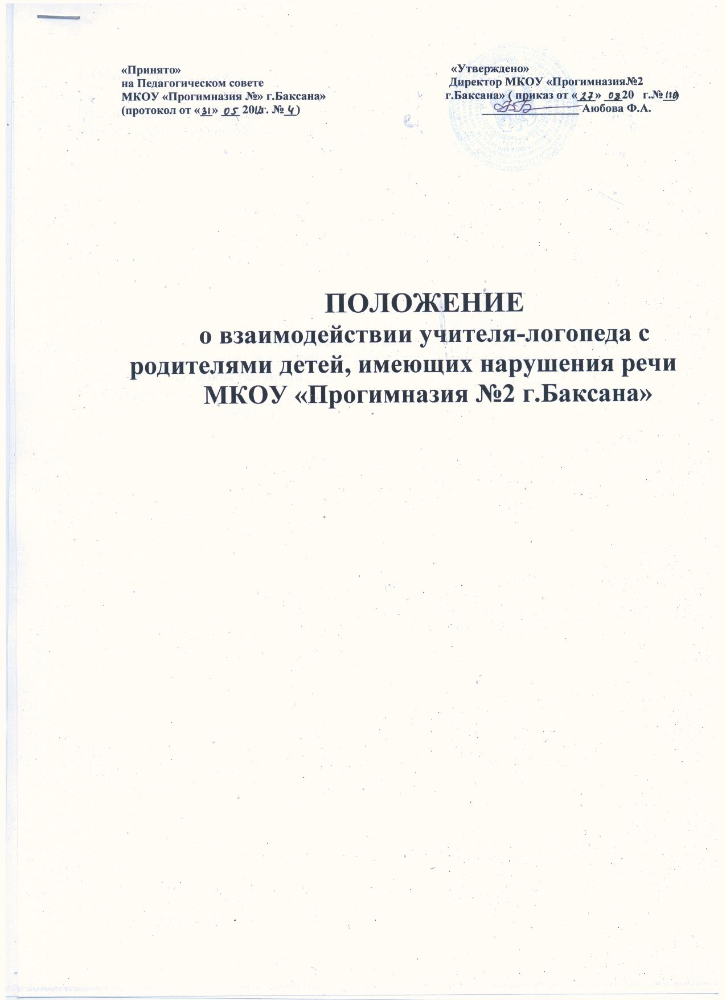 «Принято»
на Педагогическом совете
МКОУ «Прогимназия №» г.Баксана»
(протокол от «31» 05 20 г. № 4)
«Утверждено»
Директор МКОУ «Прогимназия№2
г.Баксана» ( приказ от «27» 08 20 г.№110)
Аюбова Ф.А.
ПОЛОЖЕНИЕ
о взаимодействии учителя-логопеда с
родителями детей, имеющих нарушения речи
МКОУ «Прогимназия №2 г.Баксана»